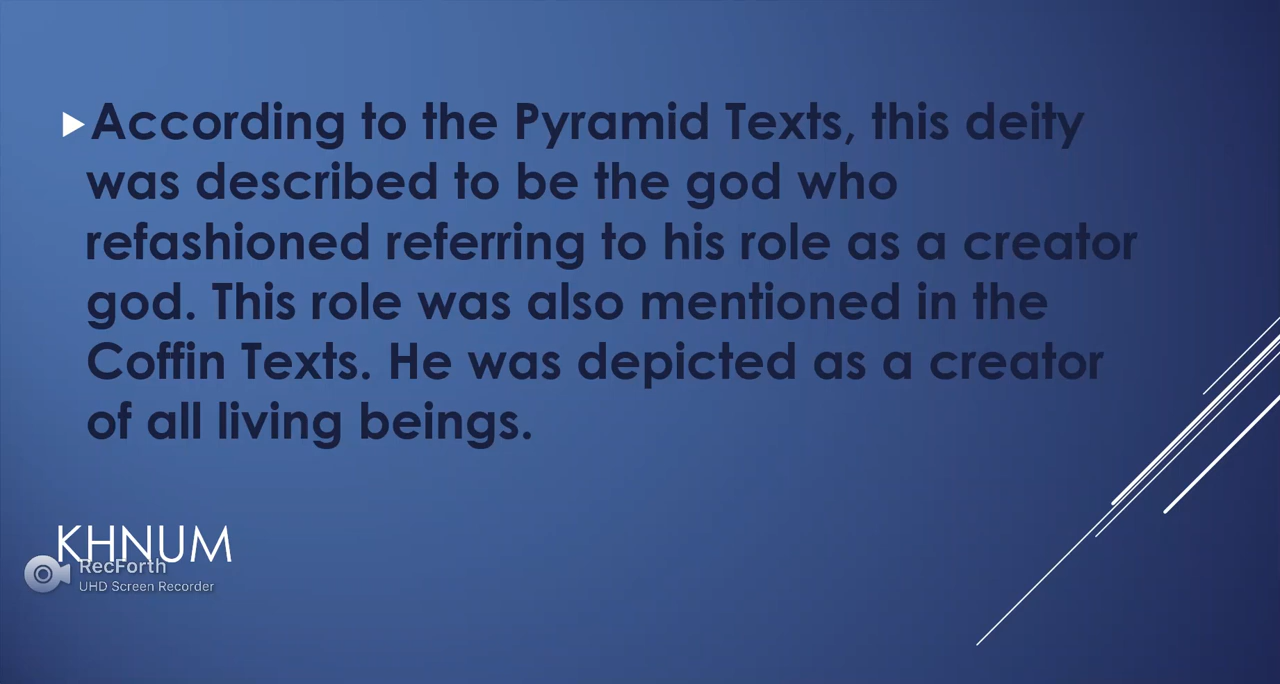 According to the Pyramid Texts, this deity
was described to be the god who
refashioned referring to his role as a creator
god. This role was also mentioned in the
Coffin Texts. He was depicted as a creator
of all living beings.
KHNUM
RecForth
UHD Screen Recorder